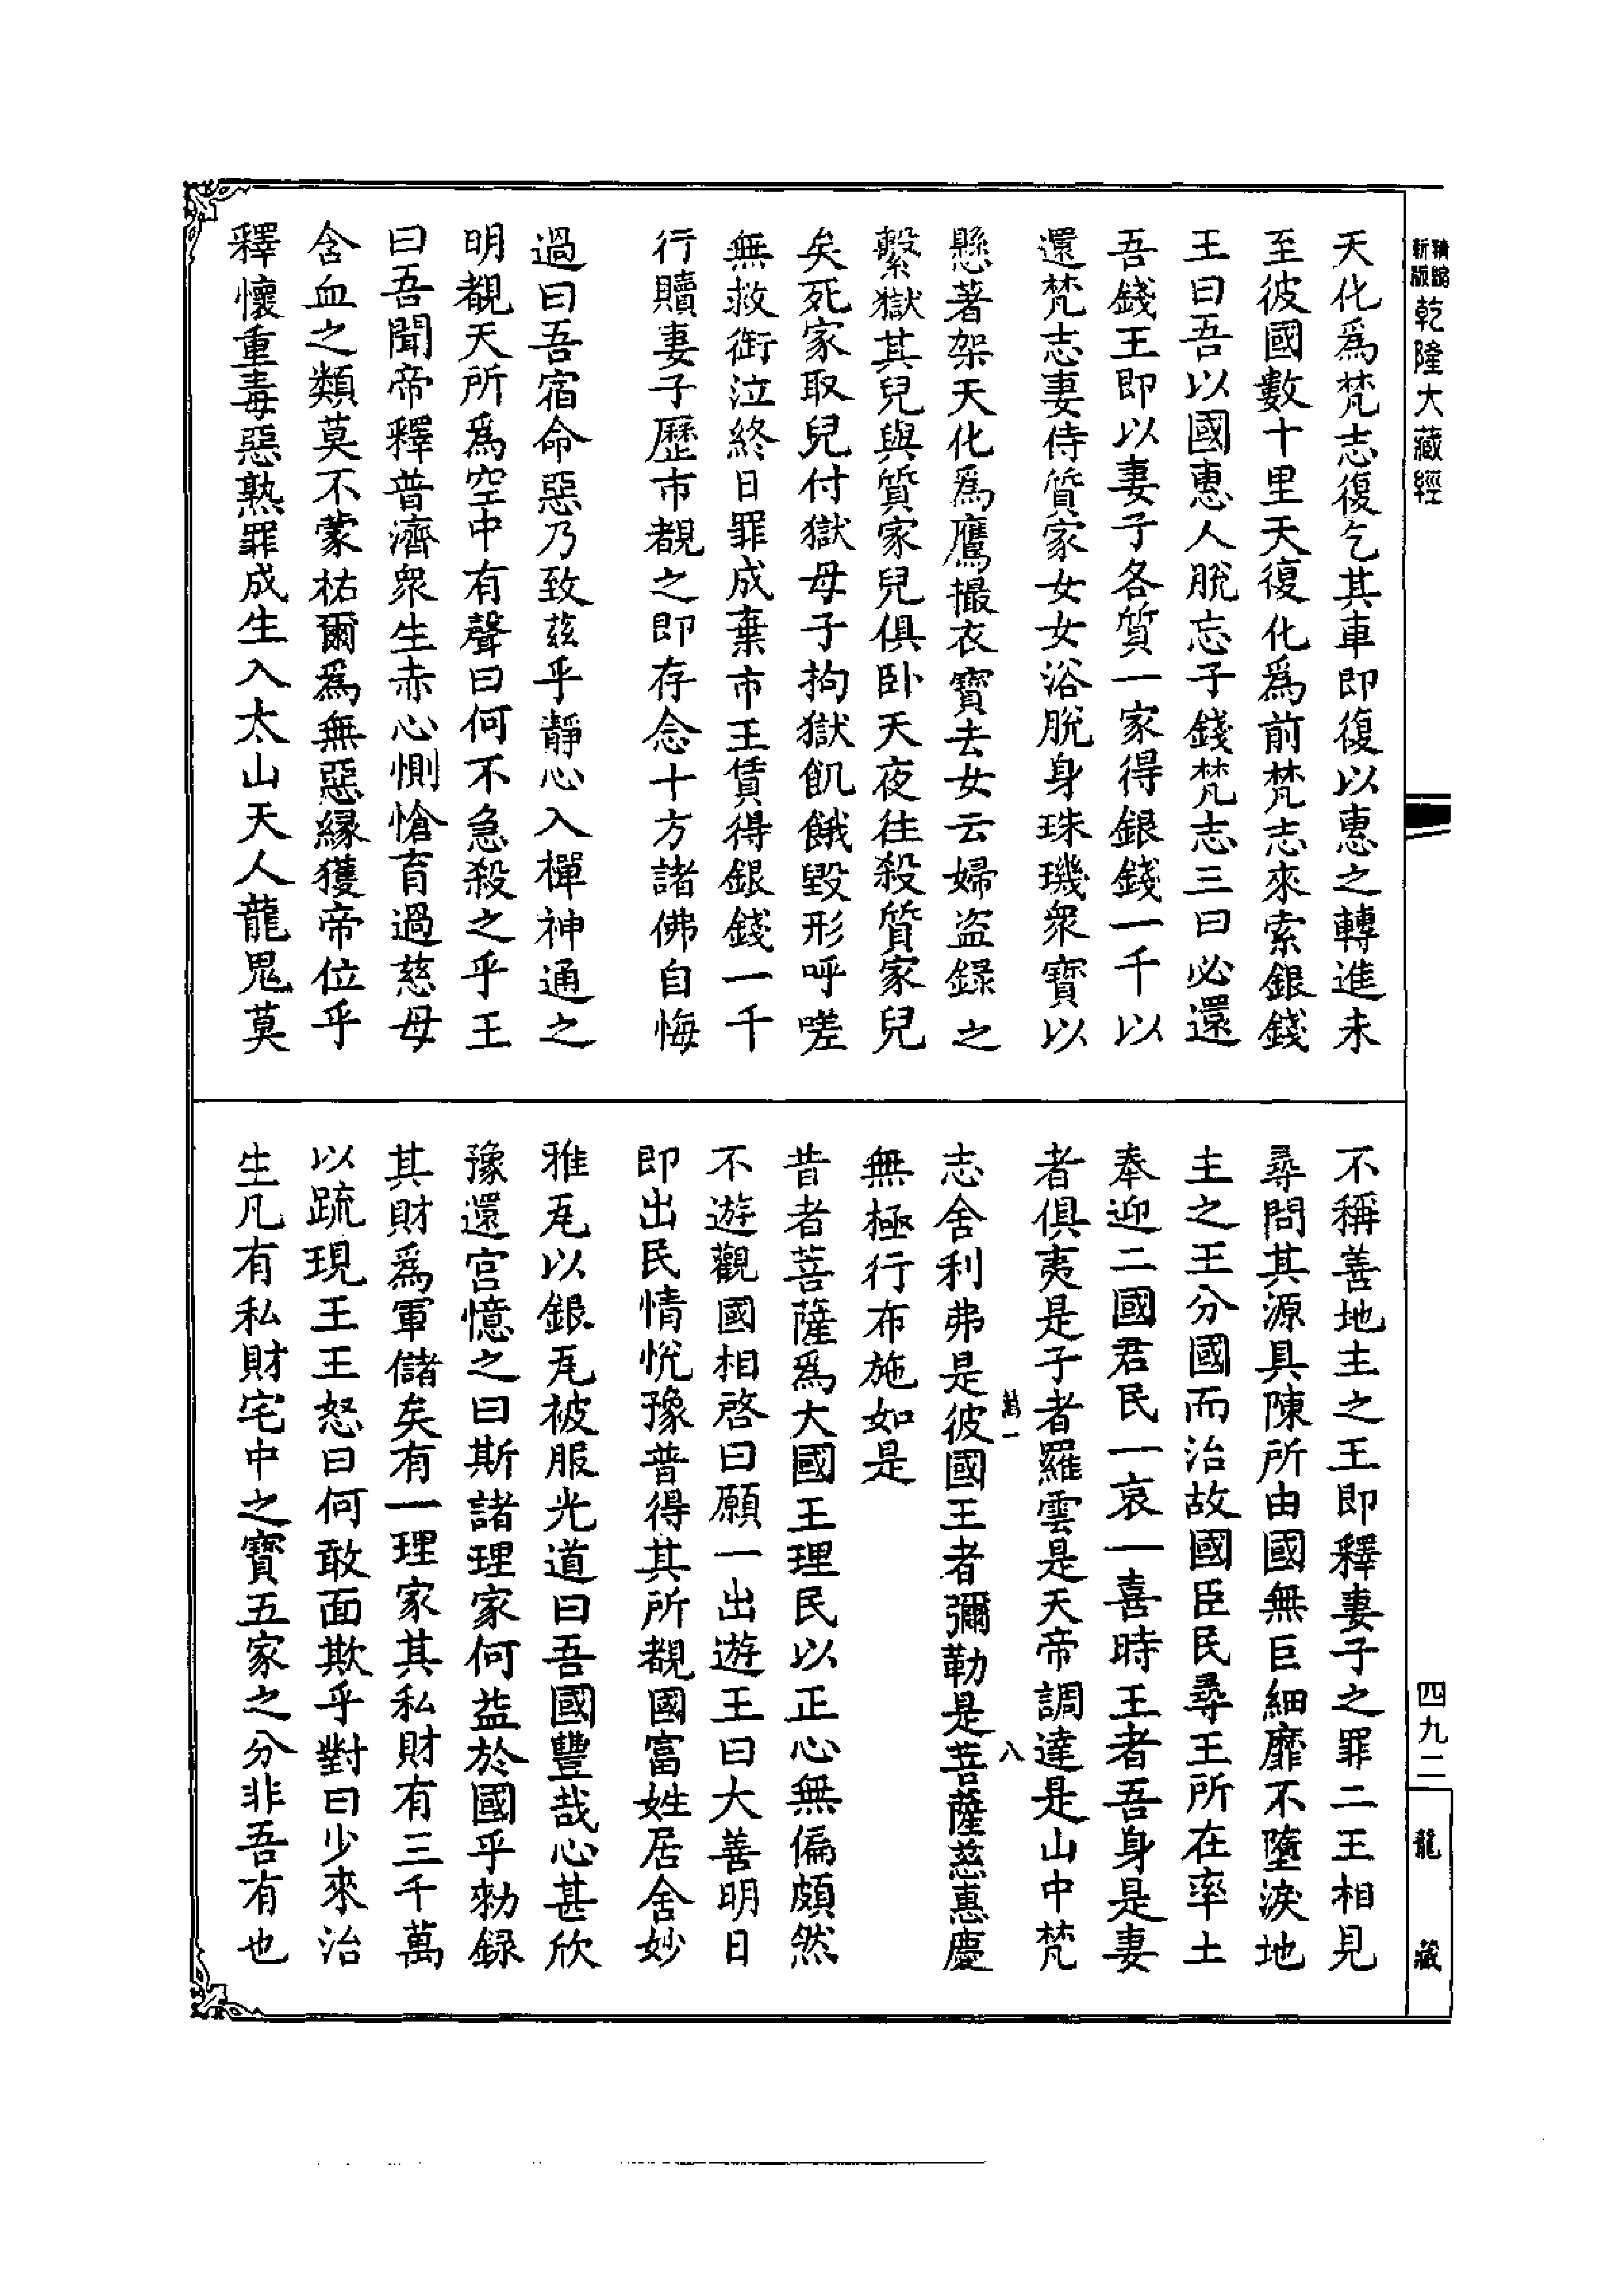 新版
精縮
乾隆大藏經
四九二
龍藏
天化爲梵志復乞其車即復以惠之轉進未
至彼國數十里天復化爲前梵志來索銀錢
王曰吾以國惠人脫忘子錢梵志三曰必還
吾錢王即以妻子各質一家得銀錢一千以
還梵志妻侍質家女女浴脫身珠璣衆寶以
懸著架天化爲鷹撮衣寶去女云婦盜録之
繫獄其兒與質家兒俱卧天夜往殺質家兒
矣死家取兒付獄母子拘獄飢餓毀形呼嗟
無救銜泣終日罪成棄市王賃得銀錢一千
行贖妻子歷市覩之即存念十方諸佛自悔
過曰吾宿命惡乃致兹乎靜心入禪神通之
明覩天所爲空中有聲曰何不急殺之乎王
曰吾聞帝釋普濟衆生赤心惻愴育過慈母
含血之類莫不蒙祐爾爲無惡緣獲帝位乎
釋懷重毒惡熟罪成生入太山天人龍鬼莫
不稱善地主之王即釋妻子之罪二王相見
尋問其源具陳所由國無巨細靡不墮淚地
主之王分國而治故國臣民尋王所在率土
奉迎二國君民一哀一喜時王者吾身是妻
者俱夷是子者羅雲是天帝調達是山中梵
萬一
八
志舍利弗是彼國王者彌勒是菩薩慈惠慶
無極行布施如是
昔者菩薩爲大國王理民以正心無偏頗然
不遊觀國相啓曰願一出遊王曰大善明日
即出民情悅豫普得其所覩國富姓居舍妙
雅瓦以銀瓦被服光道曰吾國豐哉心甚欣
豫還宮憶之曰斯諸理家何益於國乎勑録
其財爲軍儲矣有一理家其私財有三千萬
以䟽現王王怒曰何敢面欺乎對曰少來治
生凡有私財宅中之寶五家之分非吾有也